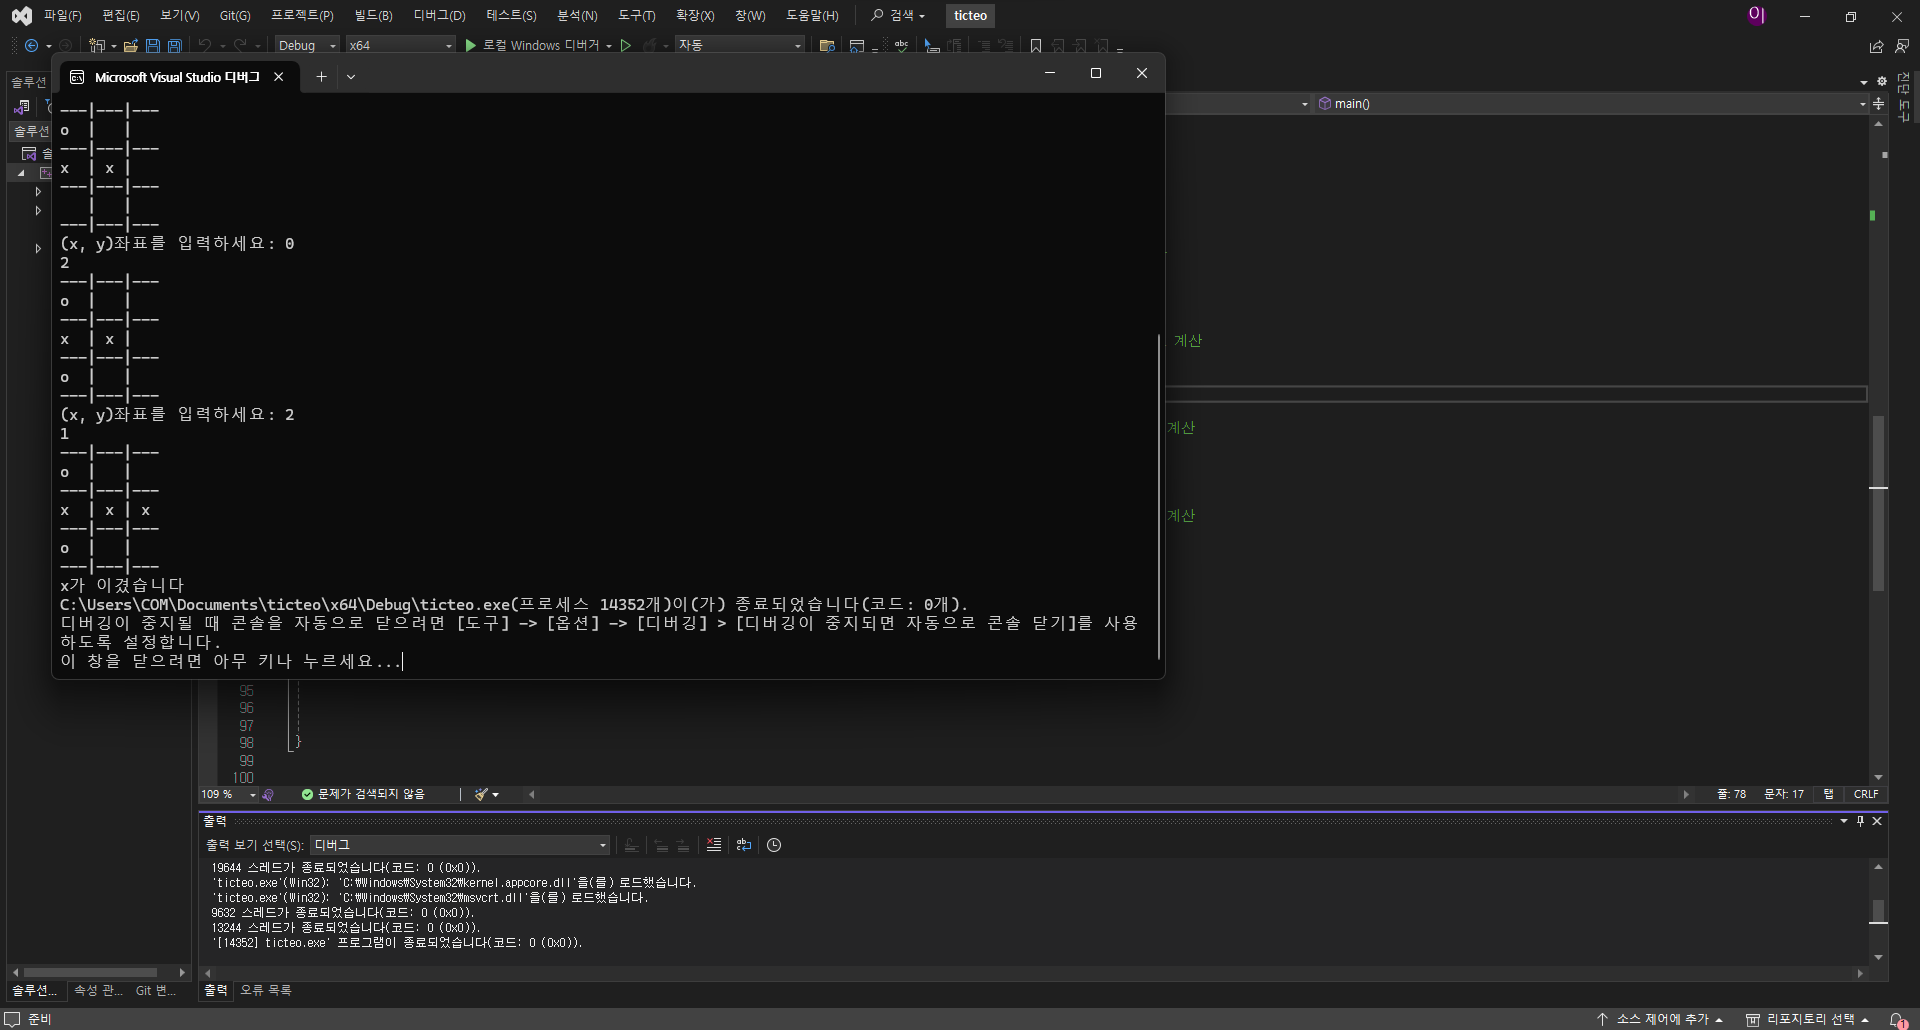 파일(F) 편집(E) 보기(V) Git(G) 프로젝트(P) 빌드(B) 디버그(D) 테스트(S) 분석(N) 도구(T) 확장(X) 창(W) 도움말(H) 검색 ticteo 이
Debug x64 로컬 Windows 디버거 자동
Microsoft Visual Studio 디버그
솔루션
main()
진단 도구
솔루션
솔
---|---|---
o  |   |
---|---|---
x  | x |
---|---|---
   |   |
---|---|---
(x, y)좌표를 입력하세요: 0
2
---|---|---
o  |   |
---|---|---
x  | x |
---|---|---
o  |   |
---|---|---
(x, y)좌표를 입력하세요: 2
1
---|---|---
o  |   |
---|---|---
x  | x | x
---|---|---
o  |   |
---|---|---
x가 이겼습니다
C:\Users\COM\Documents\ticteo\x64\Debug\ticteo.exe(프로세스 14352개)이(가) 종료되었습니다(코드: 0개).
디버깅이 중지될 때 콘솔을 자동으로 닫으려면 [도구] -> [옵션] -> [디버깅] > [디버깅이 중지되면 자동으로 콘솔 닫기]를 사용
하도록 설정합니다.
이 창을 닫으려면 아무 키나 누르세요...
계산
계산
계산
95
96
97
98 }
99
100
109 % 문제가 검색되지 않음 줄: 78 문자: 17 탭 CRLF
출력
출력 보기 선택(S): 디버그
19644 스레드가 종료되었습니다(코드: 0 (0x0)).
'ticteo.exe'(Win32): 'C:\Windows\System32\kernel.appcore.dll'을(를) 로드했습니다.
'ticteo.exe'(Win32): 'C:\Windows\System32\msvcrt.dll'을(를) 로드했습니다.
9632 스레드가 종료되었습니다(코드: 0 (0x0)).
13244 스레드가 종료되었습니다(코드: 0 (0x0)).
'[14352] ticteo.exe' 프로그램이 종료되었습니다(코드: 0 (0x0)).
솔루션... 속성 관... Git 변... 출력 오류 목록
준비 소스 제어에 추가 리포지토리 선택 1